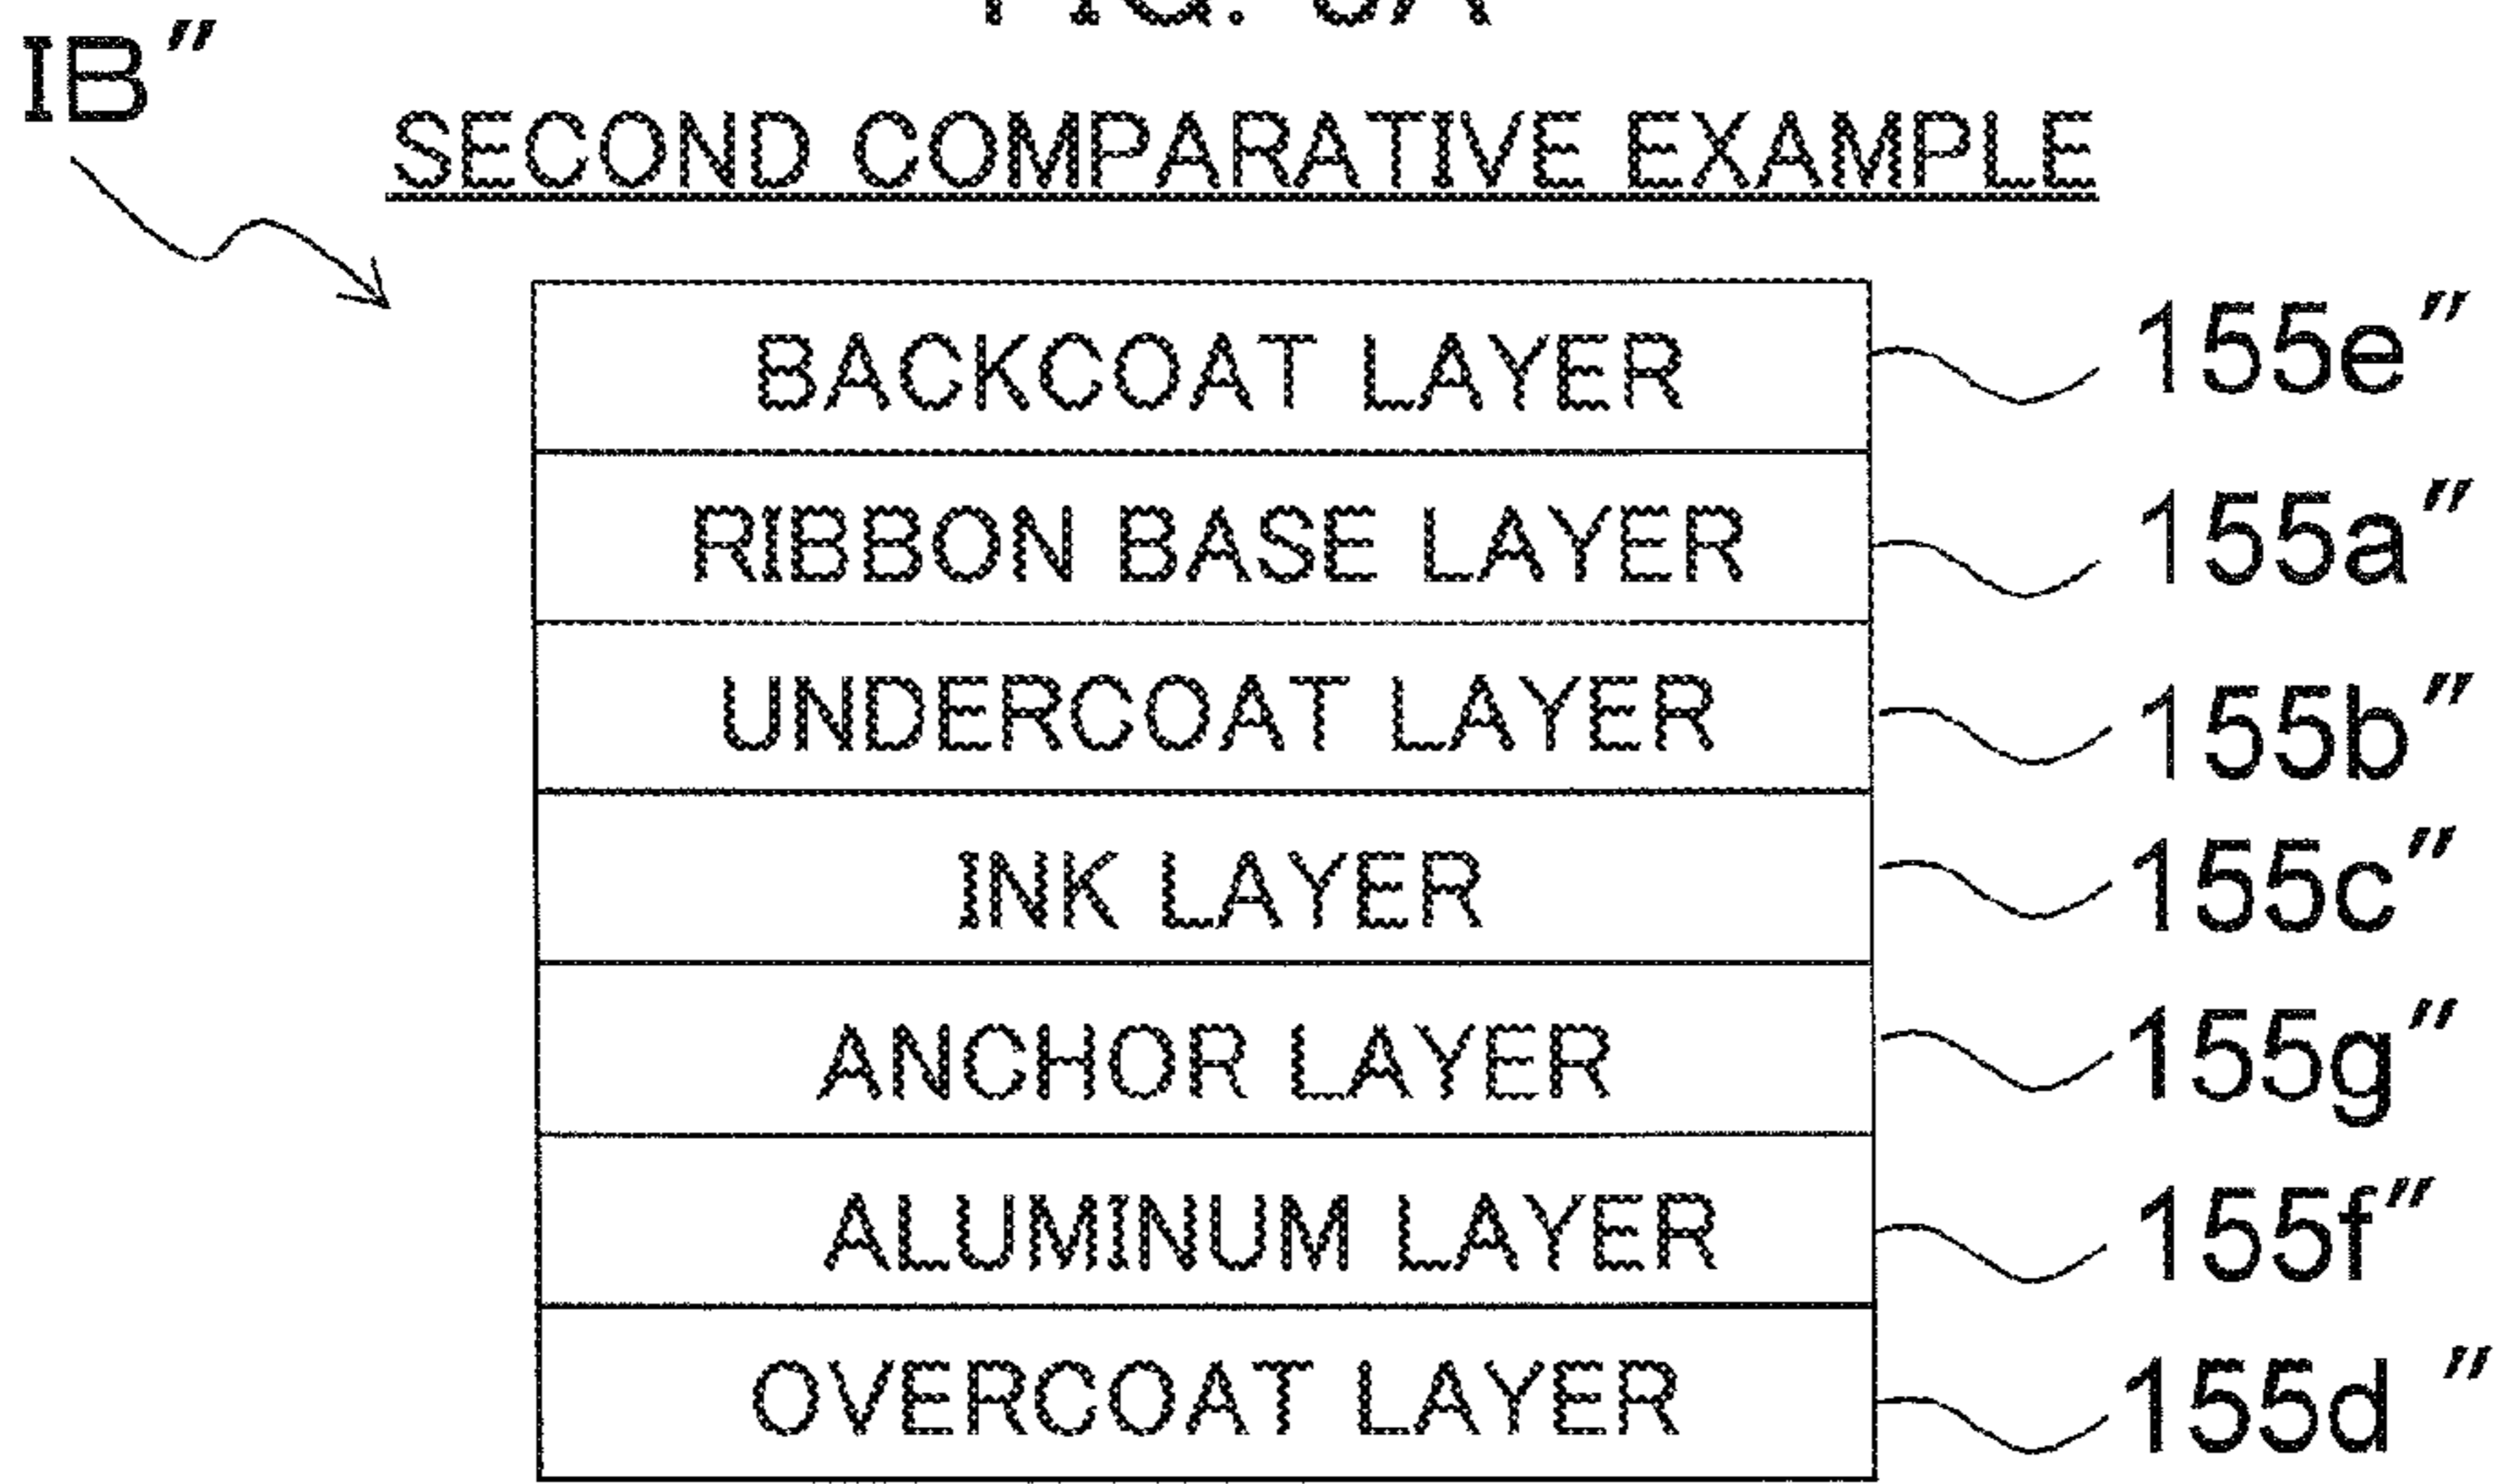 IB″
SECOND COMPARATIVE EXAMPLE
BACKCOAT LAYER 155e″
RIBBON BASE LAYER 155a″
UNDERCOAT LAYER 155b″
INK LAYER 155c″
ANCHOR LAYER 155g″
ALUMINUM LAYER 155f″
OVERCOAT LAYER 155d ″